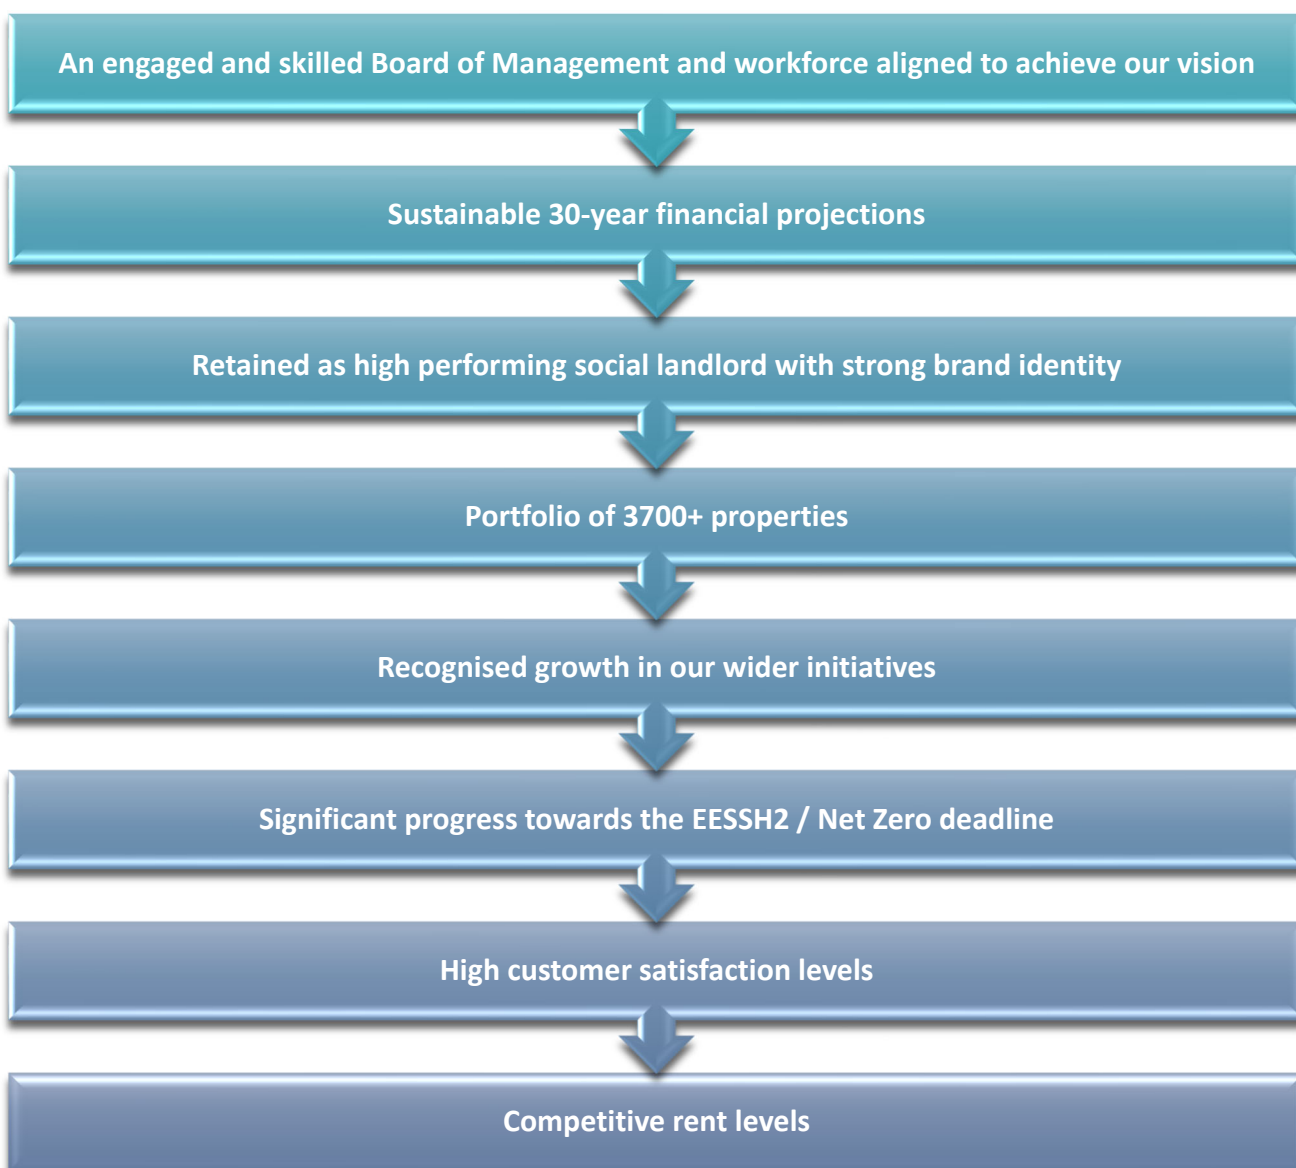 An engaged and skilled Board of Management and workforce aligned to achieve our vision
Sustainable 30-year financial projections
Retained as high performing social landlord with strong brand identity
Portfolio of 3700+ properties
Recognised growth in our wider initiatives
Significant progress towards the EESSH2 / Net Zero deadline
High customer satisfaction levels
Competitive rent levels